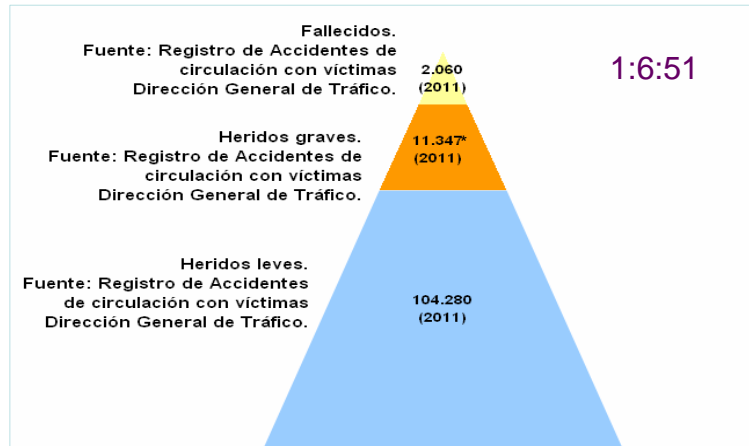 Fallecidos.
Fuente: Registro de Accidentes de
circulación con víctimas
Dirección General de Tráfico.
2.060
(2011)
1:6:51
Heridos graves.
Fuente: Registro de Accidentes de
circulación con víctimas
Dirección General de Tráfico.
11.347*
(2011)
Heridos leves.
Fuente: Registro de Accidentes
de circulación con víctimas
Dirección General de Tráfico.
104.280
(2011)